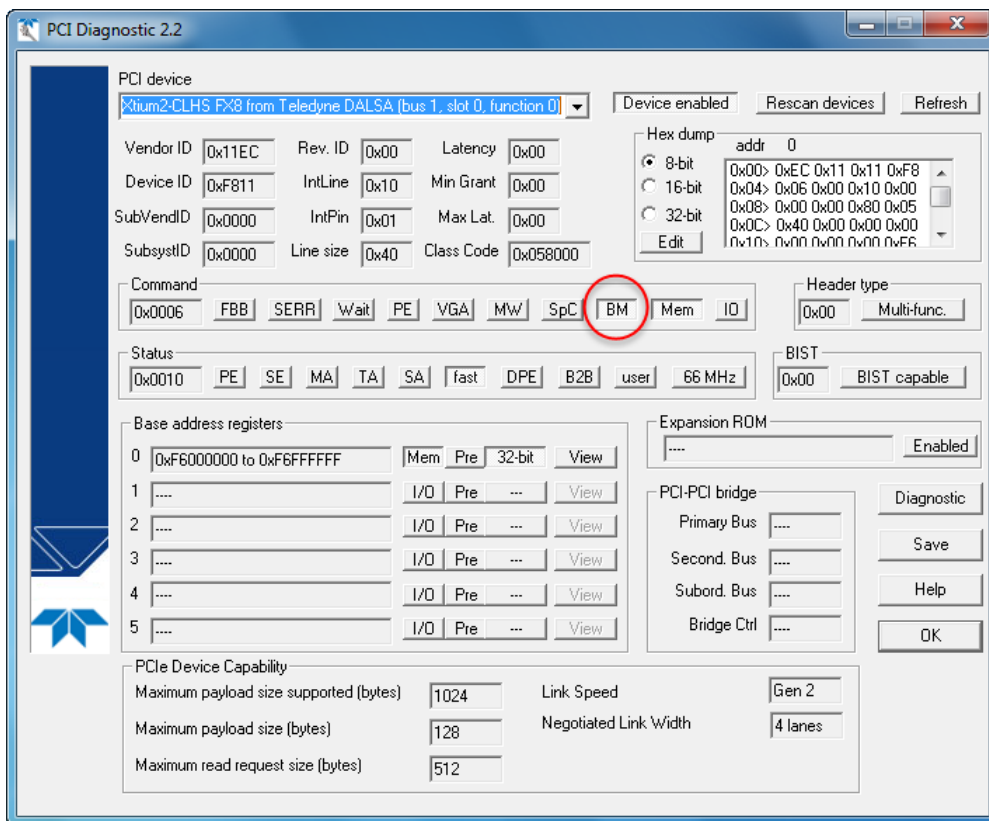 PCI Diagnostic 2.2
PCI device
Xtium2-CLHS FX8 from Teledyne DALSA (bus 1, slot 0, function 0) Device enabled Rescan devices Refresh
Vendor ID 0x11EC Rev. ID 0x00 Latency 0x00
Device ID 0xF811 IntLine 0x10 Min Grant 0x00
SubVendID 0x0000 IntPin 0x01 Max Lat. 0x00
SubsystID 0x0000 Line size 0x40 Class Code 0x058000
Hex dump
addr 0
8-bit
16-bit
32-bit
Edit
0x00> 0xEC 0x11 0x11 0xF8
0x04> 0x06 0x00 0x10 0x00
0x08> 0x00 0x00 0x80 0x05
0x0C> 0x40 0x00 0x00 0x00
0x10> 0x00 0x00 0x00 0xF6
Command
0x0006 FBB SERR Wait PE VGA MW SpC BM Mem IO
Header type
0x00 Multi-func.
Status
0x0010 PE SE MA TA SA fast DPE B2B user 66 MHz
BIST
0x00 BIST capable
Base address registers
0 0xF6000000 to 0xF6FFFFFF Mem Pre 32-bit View
1 ---- I/O Pre --- View
2 ---- I/O Pre --- View
3 ---- I/O Pre --- View
4 ---- I/O Pre --- View
5 ---- I/O Pre --- View
Expansion ROM
---- Enabled
PCI-PCI bridge
Primary Bus ----
Second. Bus ----
Subord. Bus ----
Bridge Ctrl ----
Diagnostic
Save
Help
OK
PCIe Device Capability
Maximum payload size supported (bytes) 1024 Link Speed Gen 2
Maximum payload size (bytes) 128 Negotiated Link Width 4 lanes
Maximum read request size (bytes) 512